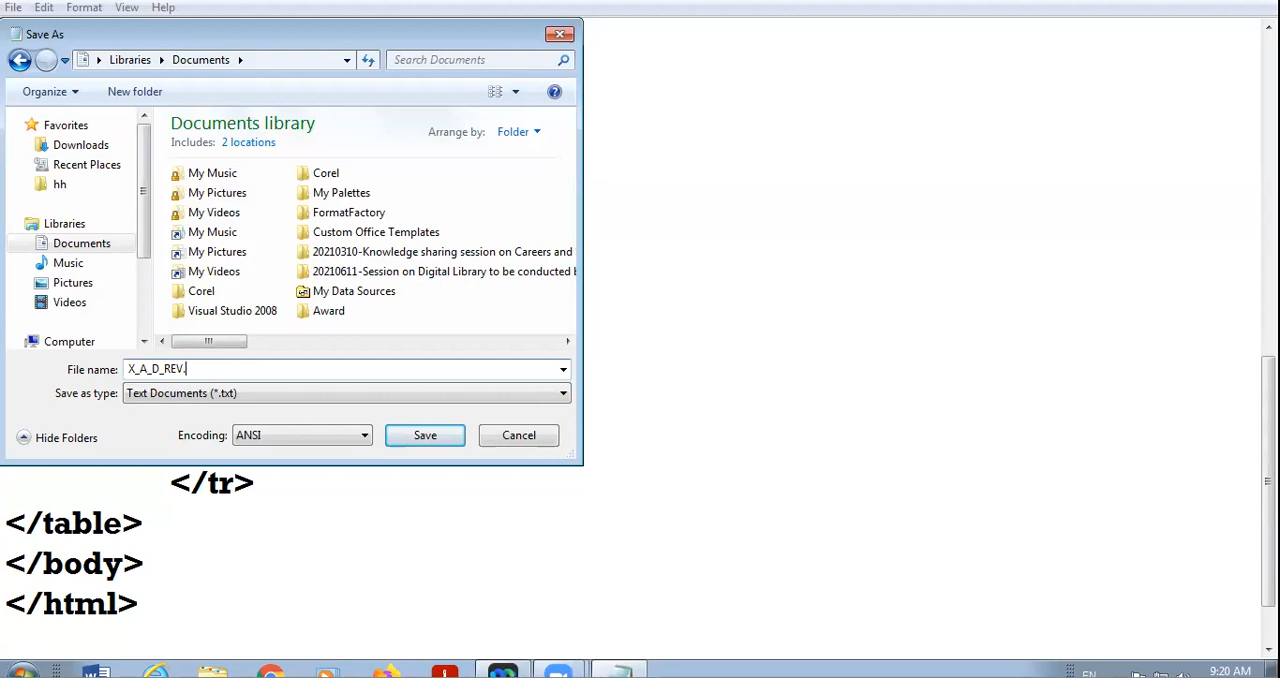 File Edit Format View Help
Save As
Libraries Documents Search Documents
Organize New folder
Favorites
Downloads
Recent Places
hh
Libraries
Documents
Music
Pictures
Videos
Computer
Documents library
Includes: 2 locations
Arrange by: Folder
My Music
My Pictures
My Videos
My Music
My Pictures
My Videos
Corel
Visual Studio 2008
Corel
My Palettes
FormatFactory
Custom Office Templates
20210310-Knowledge sharing session on Careers and
20210611-Session on Digital Library to be conducted b
My Data Sources
Award
File name: X_A_D_REV.
Save as type: Text Documents (*.txt)
Hide Folders Encoding: ANSI Save Cancel
</tr>
</table>
</body>
</html>
EN 9:20 AM